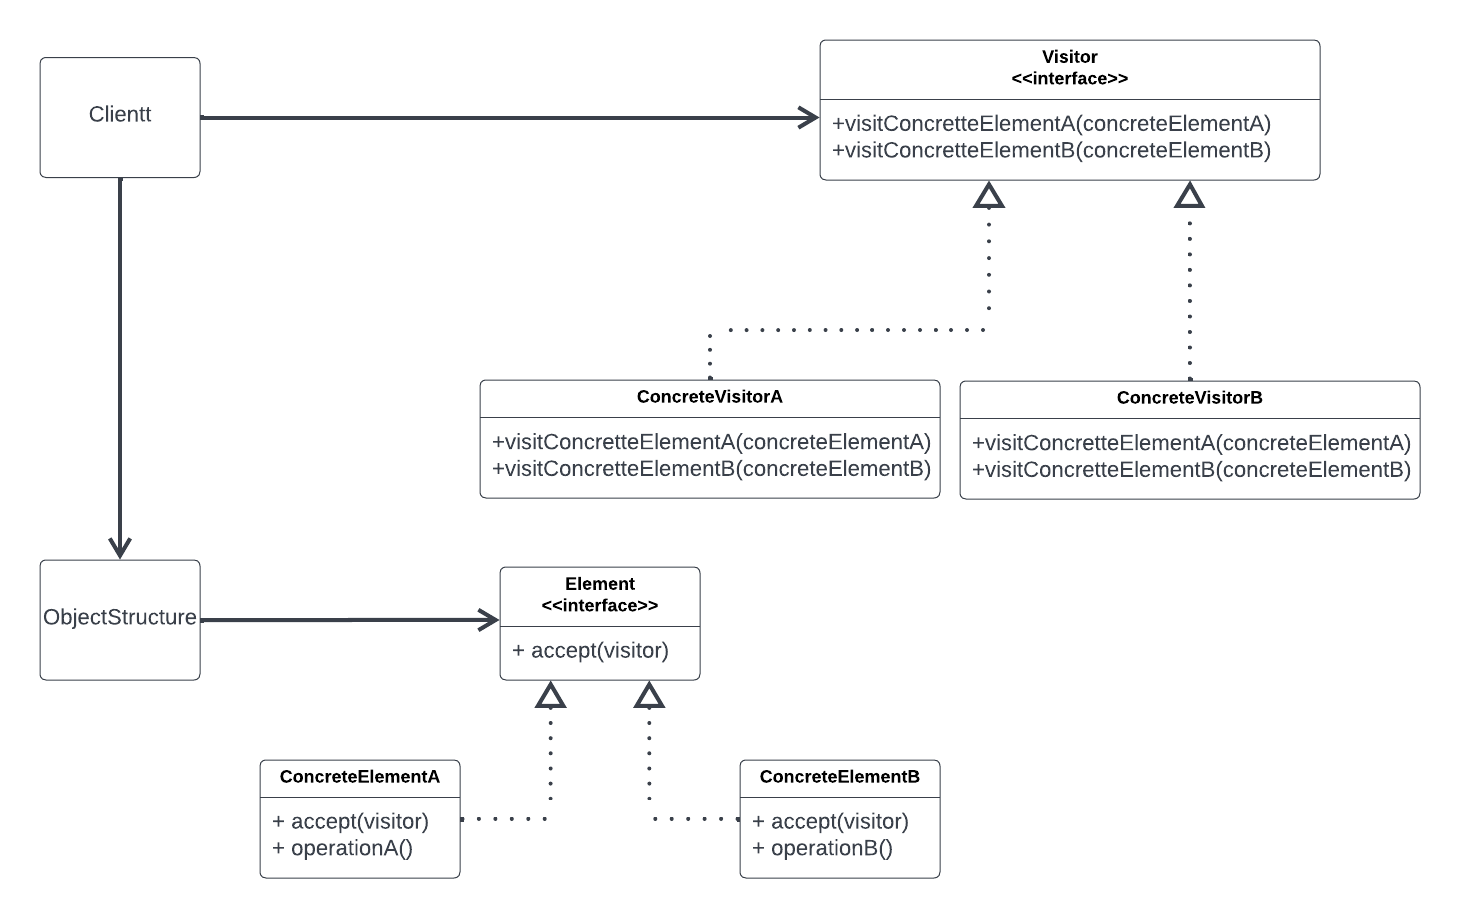 Clientt
Visitor
<<interface>>
+visitConcretteElementA(concreteElementA)
+visitConcretteElementB(concreteElementB)
ConcreteVisitorA
+visitConcretteElementA(concreteElementA)
+visitConcretteElementB(concreteElementB)
ConcreteVisitorB
+visitConcretteElementA(concreteElementA)
+visitConcretteElementB(concreteElementB)
ObjectStructure
Element
<<interface>>
+ accept(visitor)
ConcreteElementA
+ accept(visitor)
+ operationA()
ConcreteElementB
+ accept(visitor)
+ operationB()